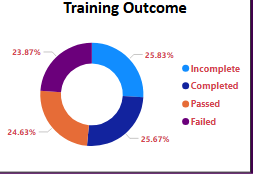 Training Outcome
23.87%
25.83%
Incomplete
Completed
Passed
Failed
24.63%
25.67%